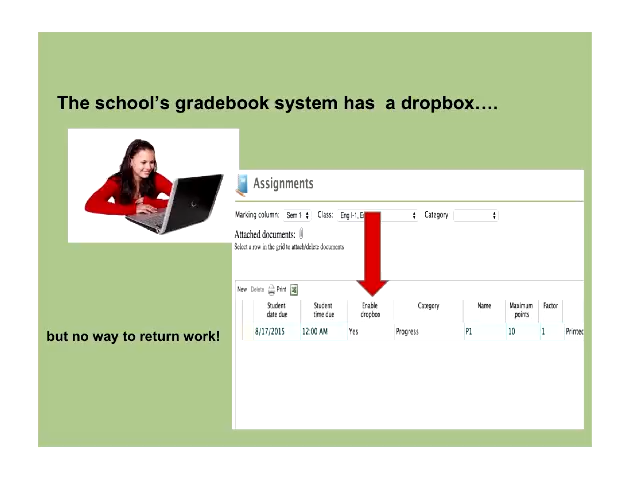 The school's gradebook system has  a dropbox….
Assignments
Marking column: Sem 1 Class: Eng I-1, E Category
Attached documents:
Select a row in the grid to attach/delete documents
New Delete Print
Student date due Student time due Enable dropbox Category Name Maximum points Factor
8/17/2015 12:00 AM Yes Progress P1 10 1 Printed
but no way to return work!